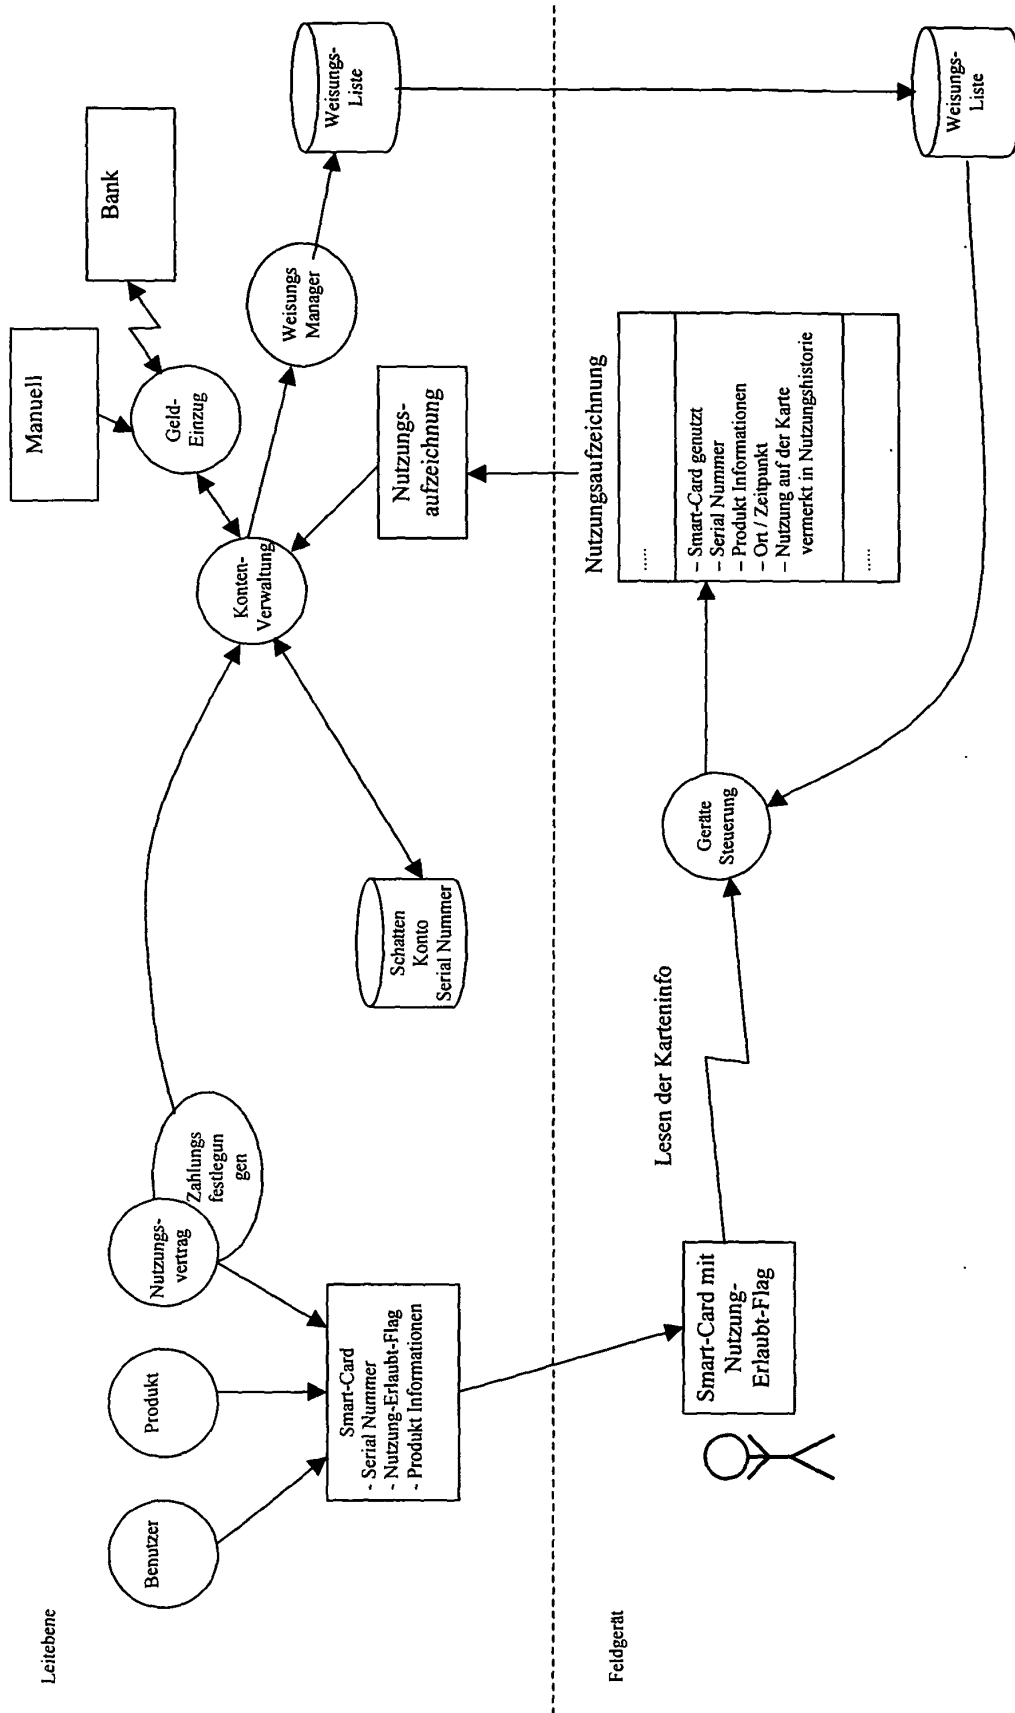 Leitebene
Benutzer
Produkt
Nutzungs-
vertrag
Zahlungs
festlegun
gen
Smart-Card
- Serial Nummer
- Nutzung-Erlaubt-Flag
- Produkt Informationen
Schatten
Konto
Serial Nummer
Konten-
Verwaltung
Manuell
Geld-
Einzug
Bank
Nutzungs-
aufzeichnung
Weisungs
Manager
Weisungs-
Liste
Feldgerät
Smart-Card mit
Nutzung-
Erlaubt-Flag
Lesen der Karteninfo
Geräte
Steuerung
Nutzungsaufzeichnung
.....
– Smart-Card genutzt
– Serial Nummer
– Produkt Informationen
– Ort / Zeitpunkt
– Nutzung auf der Karte
vermerkt in Nutzungshistorie
.....
Weisungs-
Liste